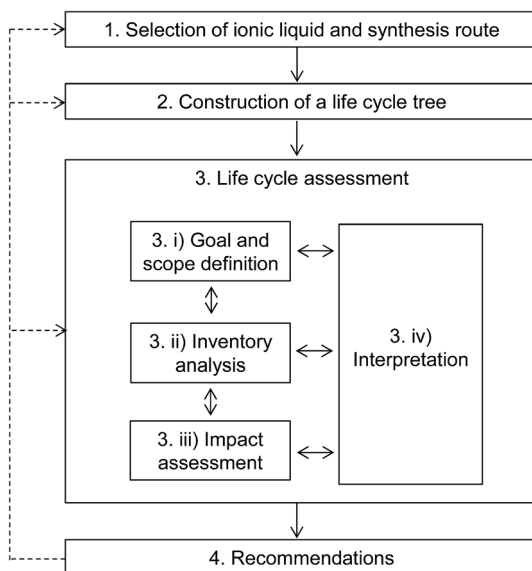 1. Selection of ionic liquid and synthesis route
2. Construction of a life cycle tree
3. Life cycle assessment
3. i) Goal and
scope definition
3. ii) Inventory
analysis
3. iii) Impact
assessment
3. iv)
Interpretation
4. Recommendations